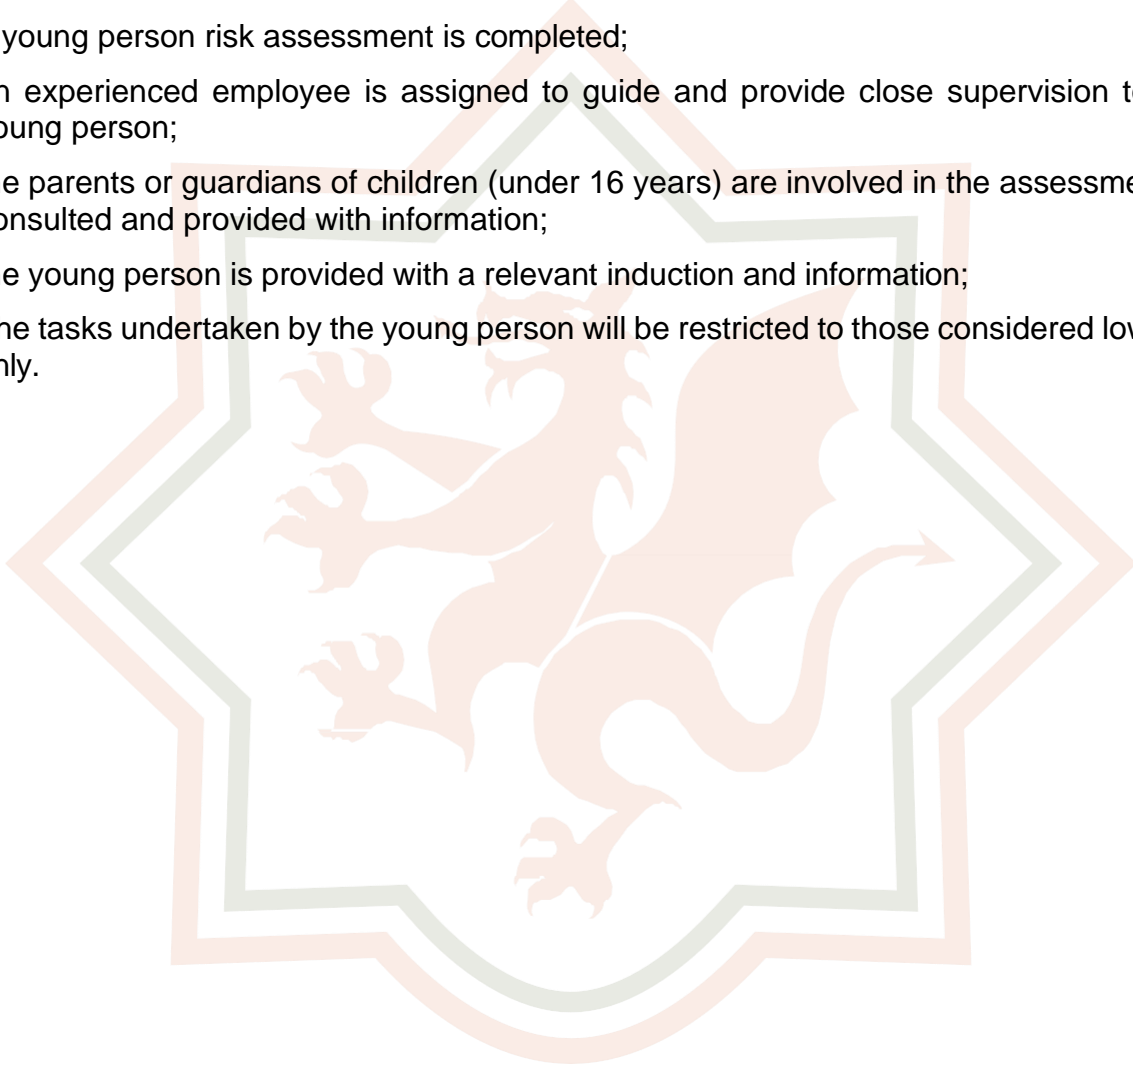 young person risk assessment is completed;
experienced employee is assigned to guide and provide close supervision
oung person;
e parents or guardians of children (under 16 years) are involved in the assessme
onsulted and provided with information;
e young person is provided with a relevant induction and information;
he tasks undertaken by the young person will be restricted to those considered lov
nly.